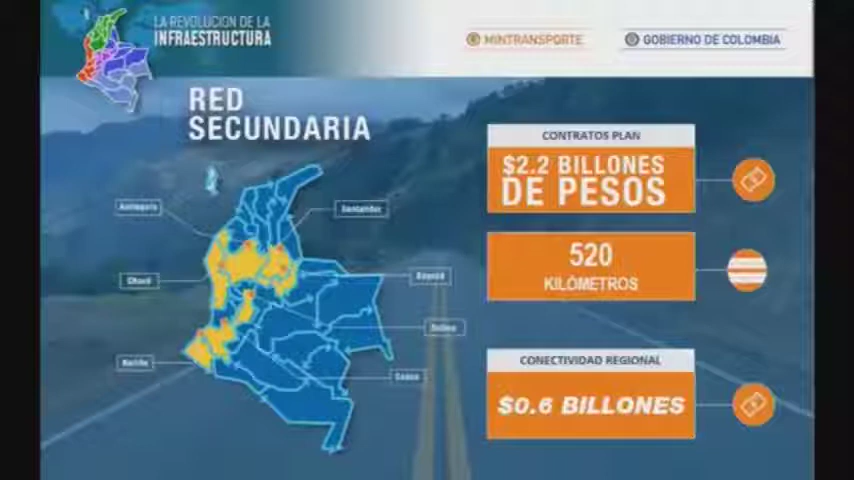 LA REVOLUCIÓN DE LA
INFRAESTRUCTURA
MINTRANSPORTE
GOBIERNO DE COLOMBIA
RED
SECUNDARIA
CONTRATOS PLAN
$2.2 BILLONES
DE PESOS
520
KILÓMETROS
CONECTIVIDAD REGIONAL
$0.6 BILLONES
Antioquia
Santander
Chocó
Boyacá
Nariño
Cauca